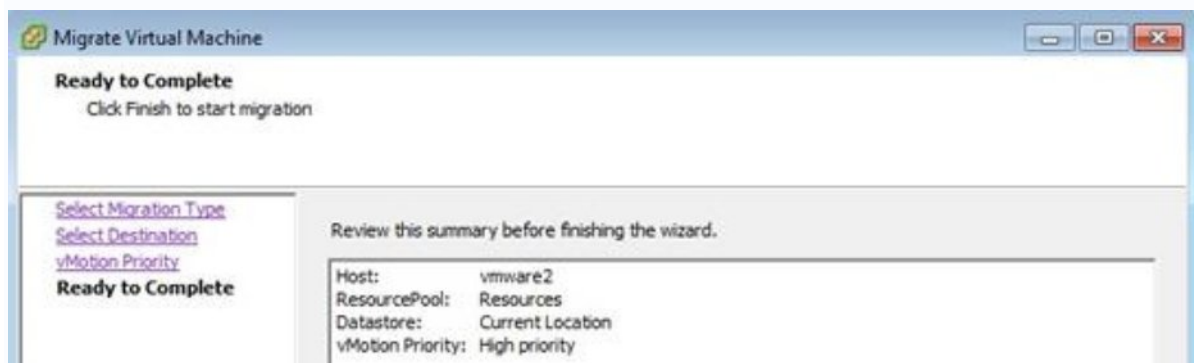 Migrate Virtual Machine
Ready to Complete
Click Finish to start migration
Select Migration Type
Select Destination
vMotion Priority
Ready to Complete
Review this summary before finishing the wizard.
Host: vmware2
ResourcePool: Resources
Datastore: Current Location
vMotion Priority: High priority